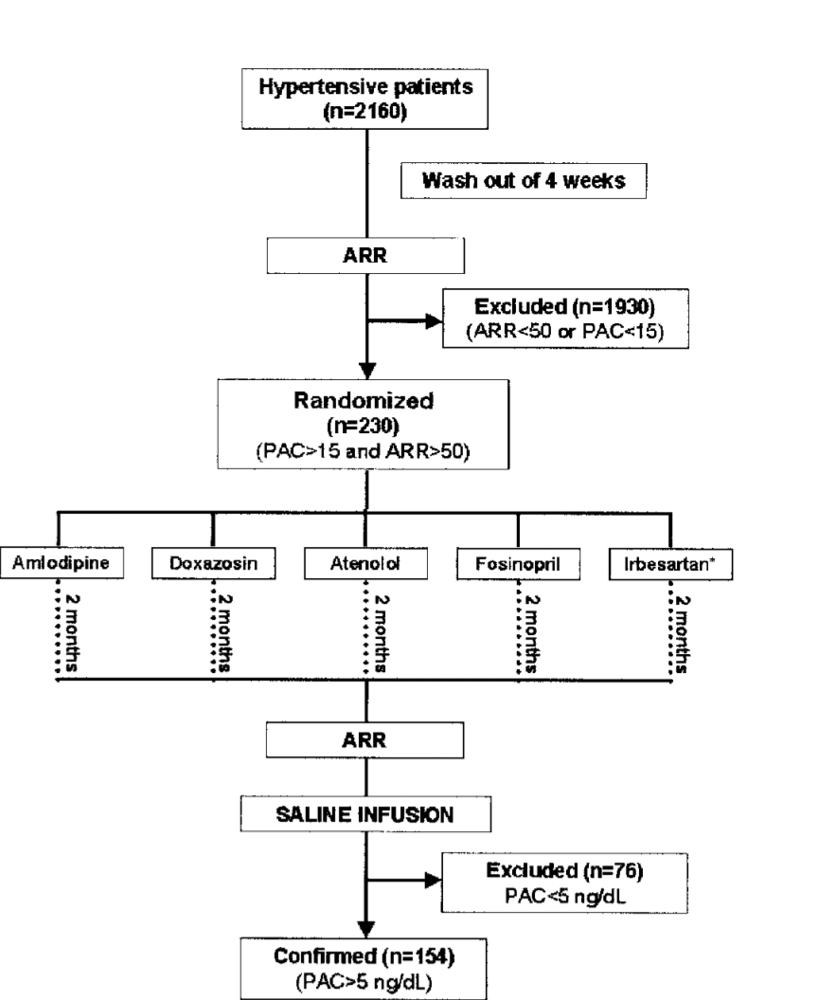 Hypertensive patients
(n=2160)
Wash out of 4 weeks
ARR
Excluded (n=1930)
(ARR<50 or PAC<15)
Randomized
(n=230)
(PAC>15 and ARR>50)
Amlodipine
Doxazosin
Atenolol
Fosinopril
Irbesartan*
2 months
2 months
2 months
2 months
2 months
ARR
SALINE INFUSION
Excluded (n=76)
PAC<5 ng/dL
Confirmed (n=154)
(PAC>5 ng/dL)